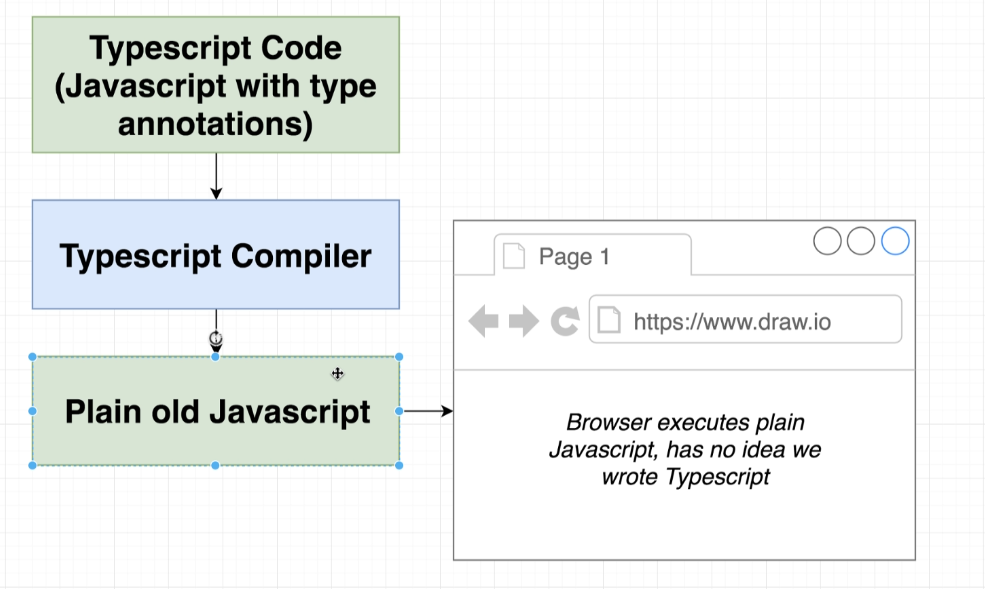 Typescript Code
(Javascript with type
annotations)
Typescript Compiler
Plain old Javascript
Page 1
https://www.draw.io
Browser executes plain
Javascript, has no idea we
wrote Typescript